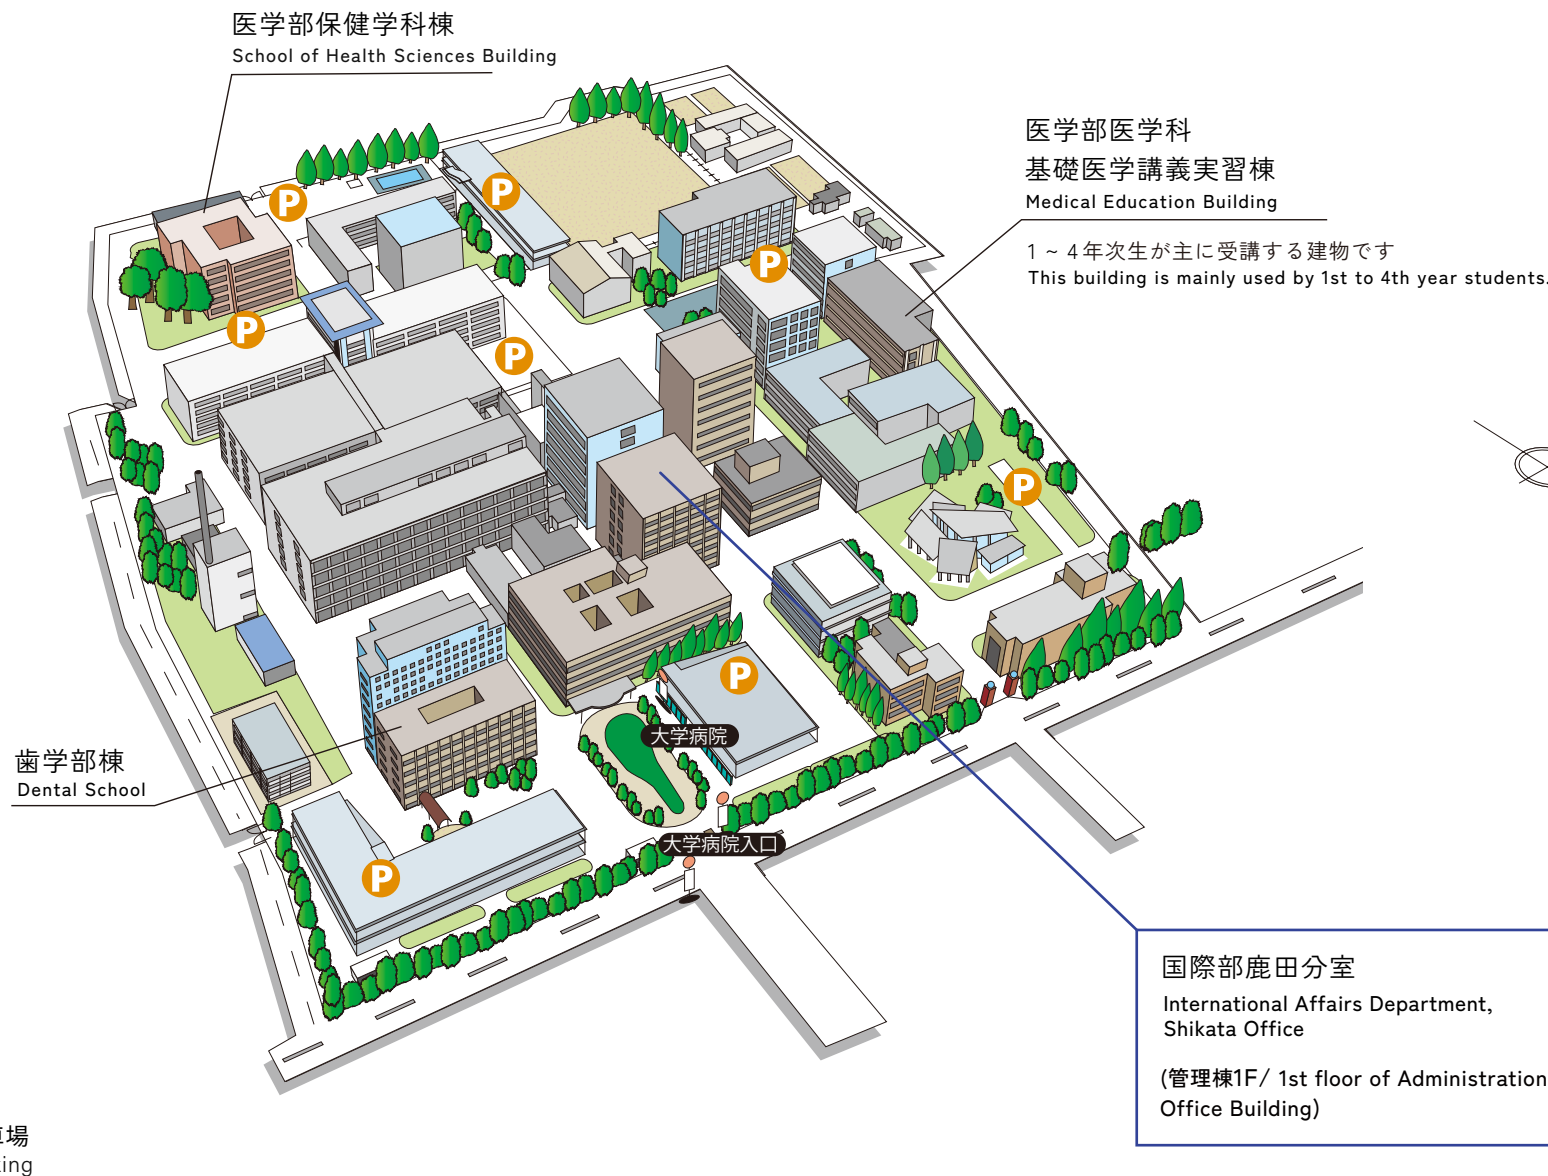 医学部保健学科棟
School of Health Sciences Building
医学部医学科
基礎医学講義実習棟
Medical Education Building
1 ~ 4 年次生が主に受講する建物です
This building is mainly used by 1st to 4th year students.
P
P
P
P
P
P
P
P
大学病院
大学病院入口
歯学部棟
Dental School
国際部鹿田分室
International Affairs Department,
Shikata Office
(管理棟1F/ 1st floor of Administration
Office Building)
場